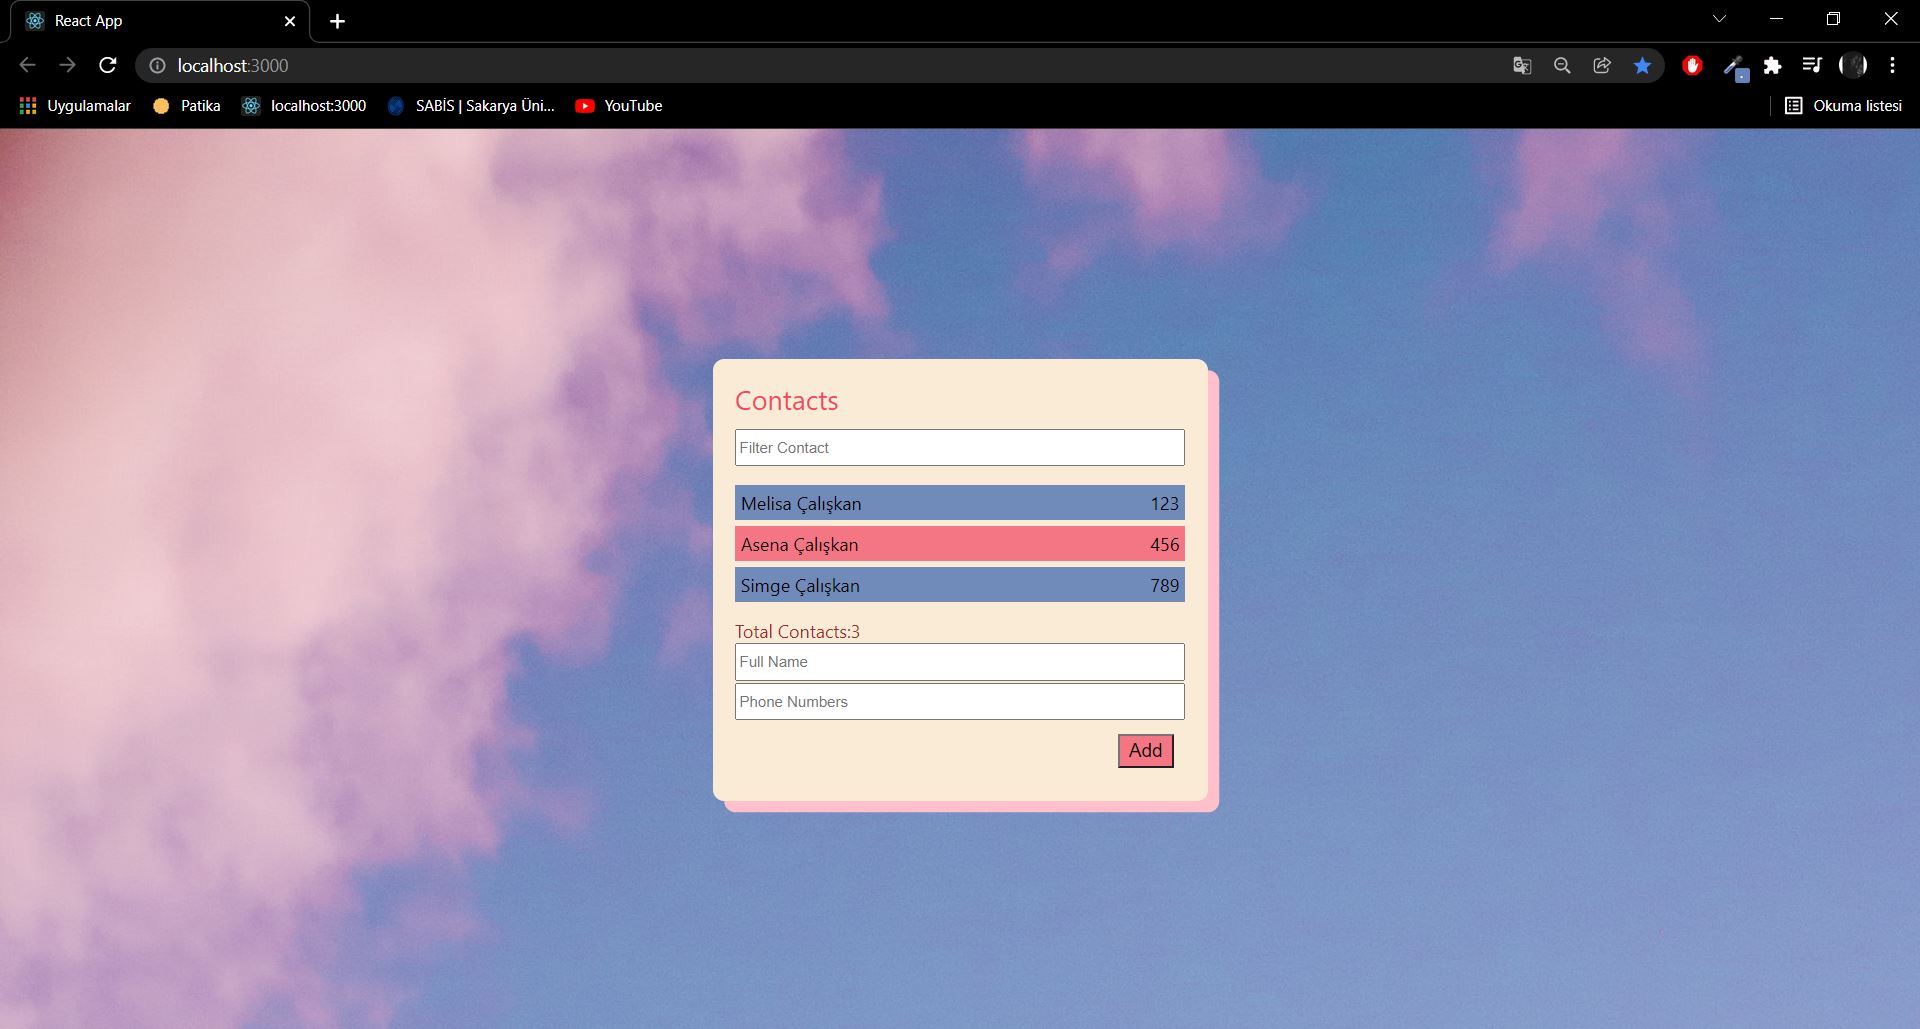 React App
localhost:3000
Uygulamalar Patika localhost:3000 SABİS | Sakarya Üni... YouTube Okuma listesi
Contacts
Filter Contact
Melisa Çalışkan 123
Asena Çalışkan 456
Simge Çalışkan 789
Total Contacts:3
Full Name
Phone Numbers
Add